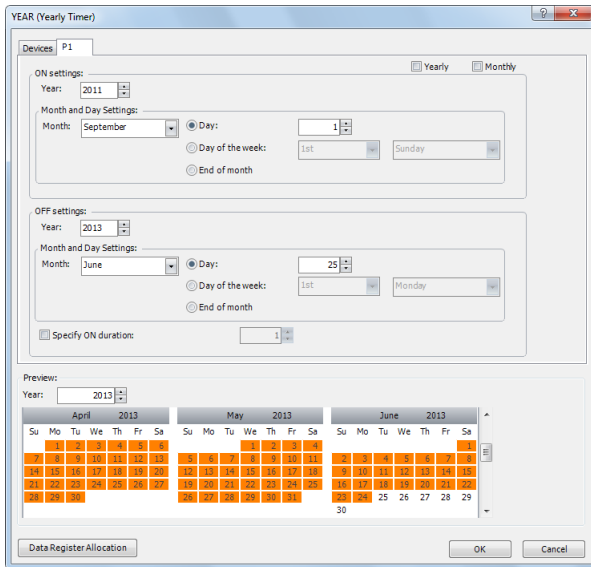 YEAR (Yearly Timer)
Devices P1
Yearly Monthly
ON settings:
Year: 2011
Month and Day Settings:
Month: September Day: 1
Day of the week: 1st Sunday
End of month
OFF settings:
Year: 2013
Month and Day Settings:
Month: June Day: 25
Day of the week: 1st Monday
End of month
Specify ON duration: 1
Preview:
Year: 2013
April 2013 May 2013 June 2013
Su Mo Tu We Th Fr Sa Su Mo Tu We Th Fr Sa Su Mo Tu We Th Fr Sa
1 2 3 4 5 6 1 2 3 4 1
7 8 9 10 11 12 13 5 6 7 8 9 10 11 2 3 4 5 6 7 8
14 15 16 17 18 19 20 12 13 14 15 16 17 18 9 10 11 12 13 14 15
21 22 23 24 25 26 27 19 20 21 22 23 24 25 16 17 18 19 20 21 22
28 29 30 26 27 28 29 30 31 23 24 25 26 27 28 29
30
Data Register Allocation OK Cancel